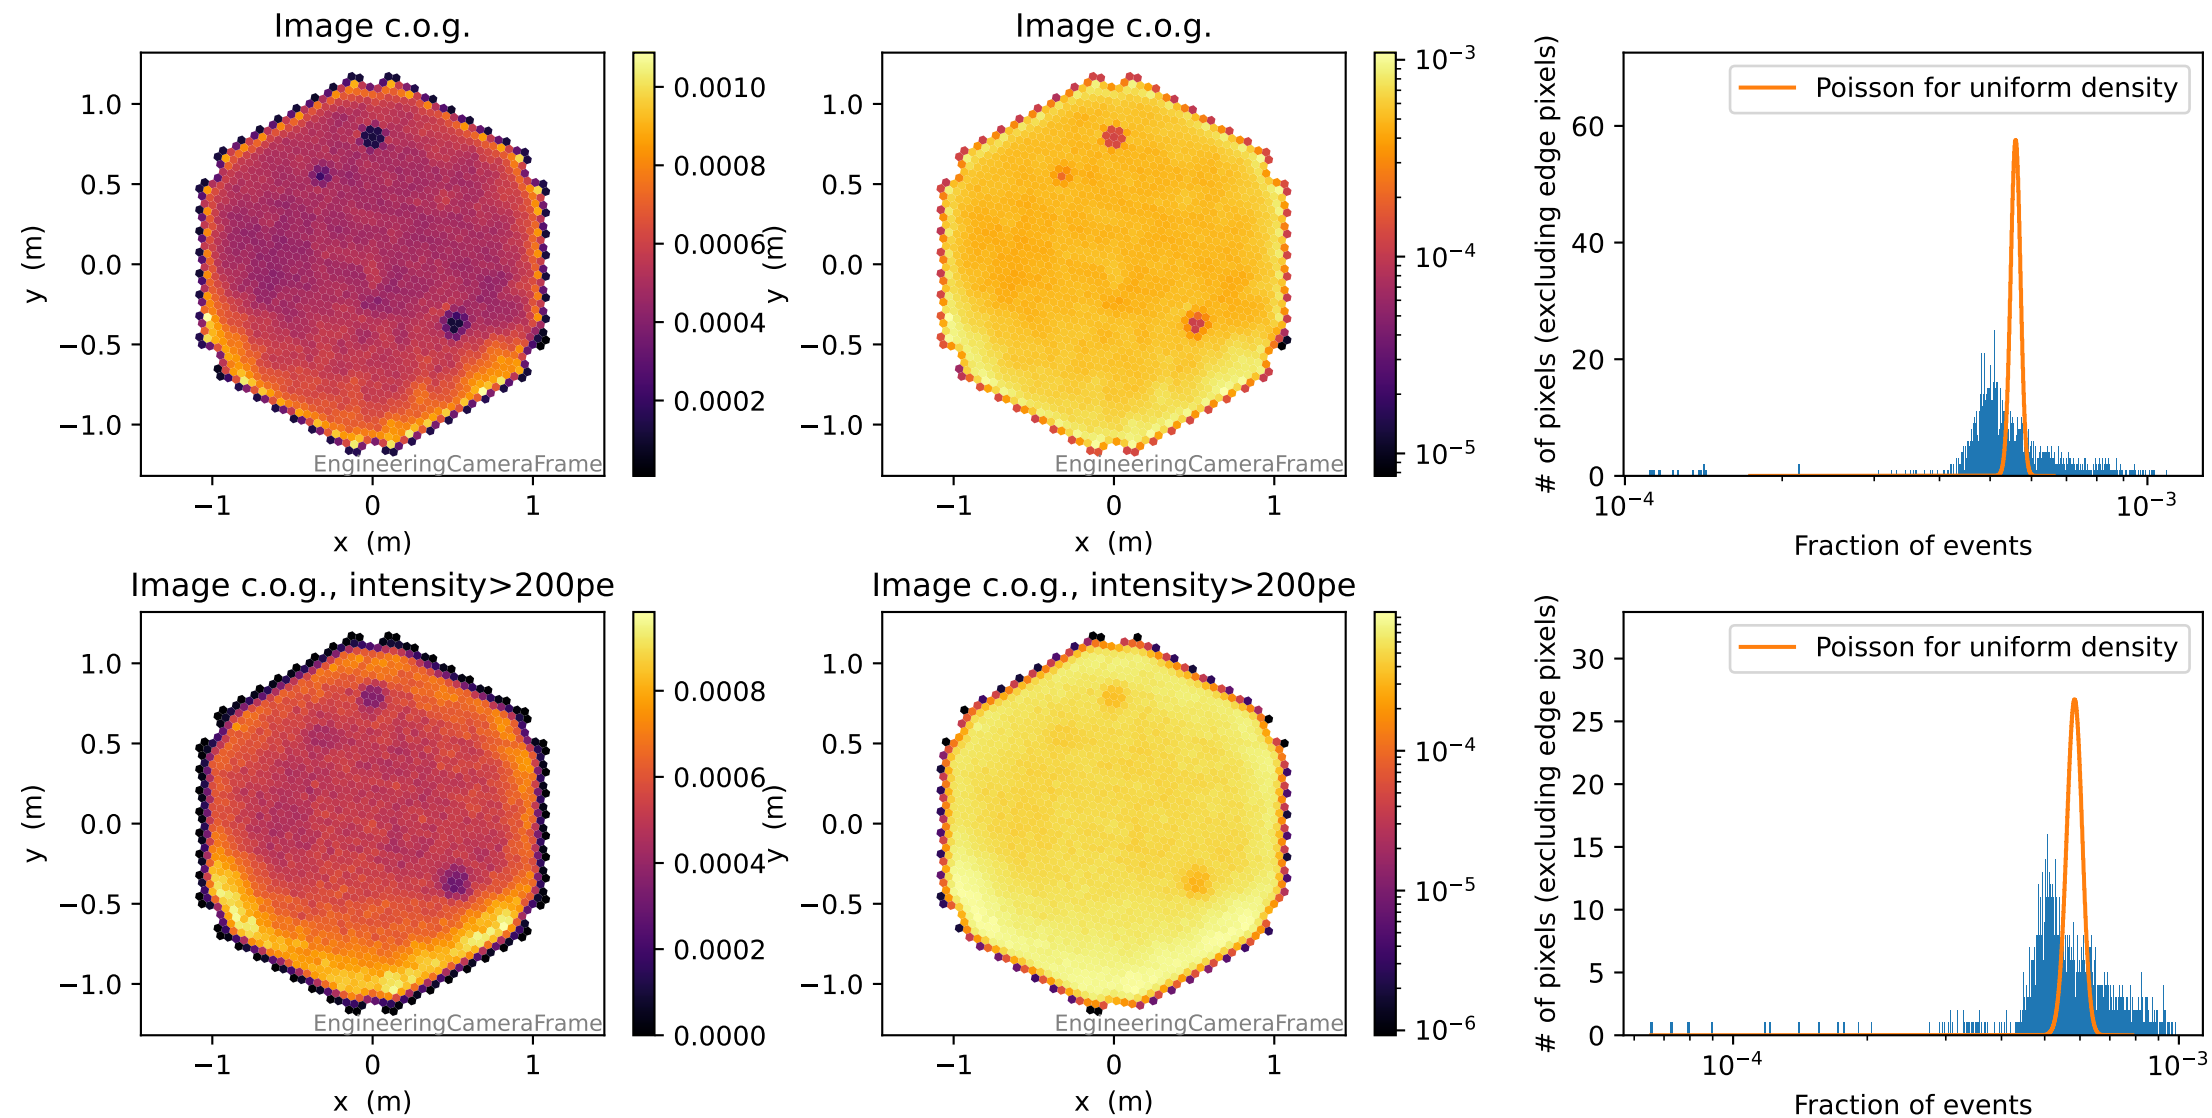 Image c.o.g.
1.0
0.5
0.0
−0.5
−1.0
y (m)
−1 0 1
x (m)
EngineeringCameraFrame
0.0010
0.0008
0.0006
0.0004
0.0002
Image c.o.g.
1.0
0.5
0.0
−0.5
−1.0
y (m)
−1 0 1
x (m)
EngineeringCameraFrame
10⁻³
10⁻⁴
10⁻⁵
# of pixels (excluding edge pixels)
60
40
20
0
Poisson for uniform density
10⁻⁴ 10⁻³
Fraction of events
Image c.o.g., intensity>200pe
1.0
0.5
0.0
−0.5
−1.0
y (m)
−1 0 1
x (m)
EngineeringCameraFrame
0.0008
0.0006
0.0004
0.0002
0.0000
Image c.o.g., intensity>200pe
1.0
0.5
0.0
−0.5
−1.0
y (m)
−1 0 1
x (m)
EngineeringCameraFrame
10⁻⁴
10⁻⁵
10⁻⁶
# of pixels (excluding edge pixels)
30
25
20
15
10
5
0
Poisson for uniform density
10⁻⁴ 10⁻³
Fraction of events